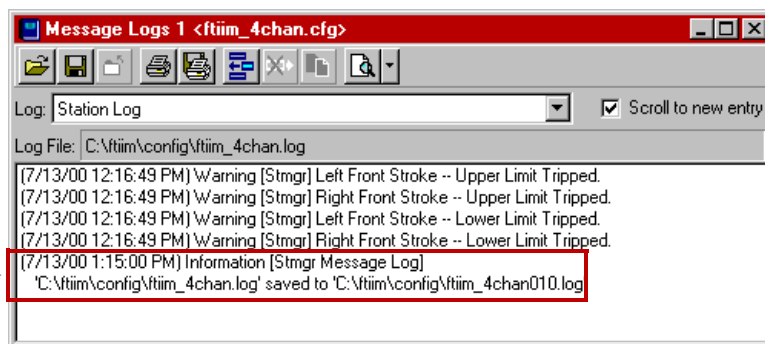 Message Logs 1 <ftiim_4chan.cfg>
Log: Station Log Scroll to new entry
Log File: C:\ftiim\config\ftiim_4chan.log
(7/13/00 12:16:49 PM) Warning [Stmgr] Left Front Stroke -- Upper Limit Tripped.
(7/13/00 12:16:49 PM) Warning [Stmgr] Right Front Stroke -- Upper Limit Tripped.
(7/13/00 12:16:49 PM) Warning [Stmgr] Left Front Stroke -- Lower Limit Tripped.
(7/13/00 12:16:49 PM) Warning [Stmgr] Right Front Stroke -- Lower Limit Tripped.
(7/13/00 1:15:00 PM) Information [Stmgr Message Log]
'C:\ftiim\config\ftiim_4chan.log' saved to 'C:\ftiim\config\ftiim_4chan010.log